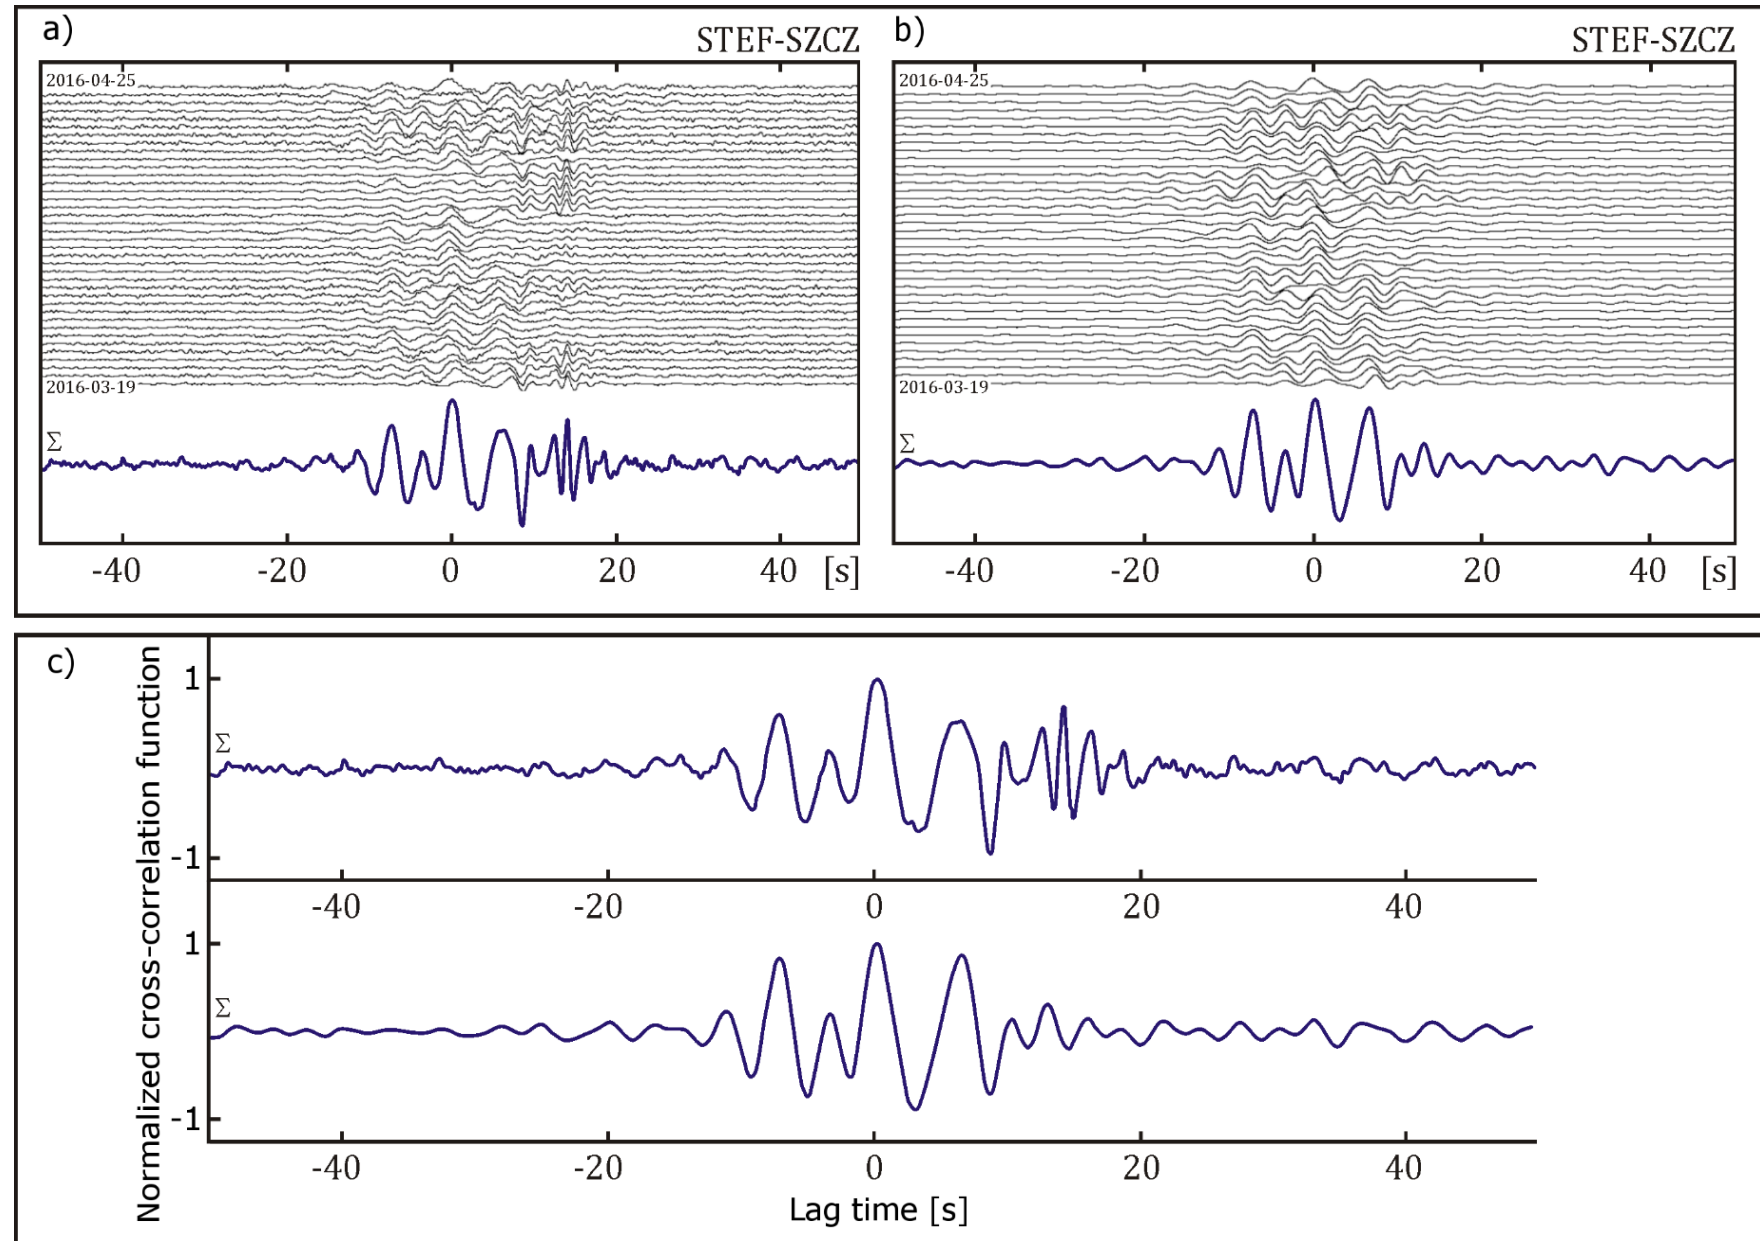 a)
STEF-SZCZ
2016-04-25
2016-03-19
Σ
-40 -20 0 20 40 [s]
b)
STEF-SZCZ
2016-04-25
2016-03-19
Σ
-40 -20 0 20 40 [s]
c)
Normalized cross-correlation function
1
Σ
-1
-40 -20 0 20 40
1
Σ
-1
-40 -20 0 20 40
Lag time [s]